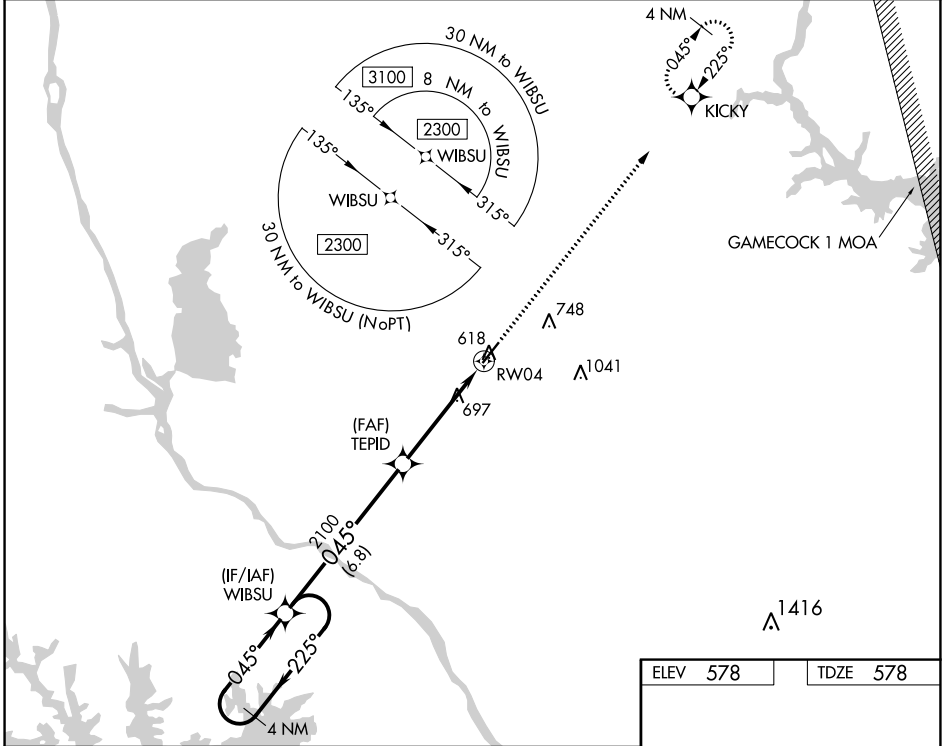 4 NM
045°
225°
KICKY
GAMECOCK 1 MOA
30 NM to WIBSU
3100
8 NM to WIBSU
135°
2300
WIBSU
315°
135°
WIBSU
315°
2300
30 NM to WIBSU (NoPT)
748
618
RW04
1041
697
(FAF)
TEPID
2100
045°
(6.8)
(IF/IAF)
WIBSU
045°
225°
4 NM
1416
ELEV 578
TDZE 578